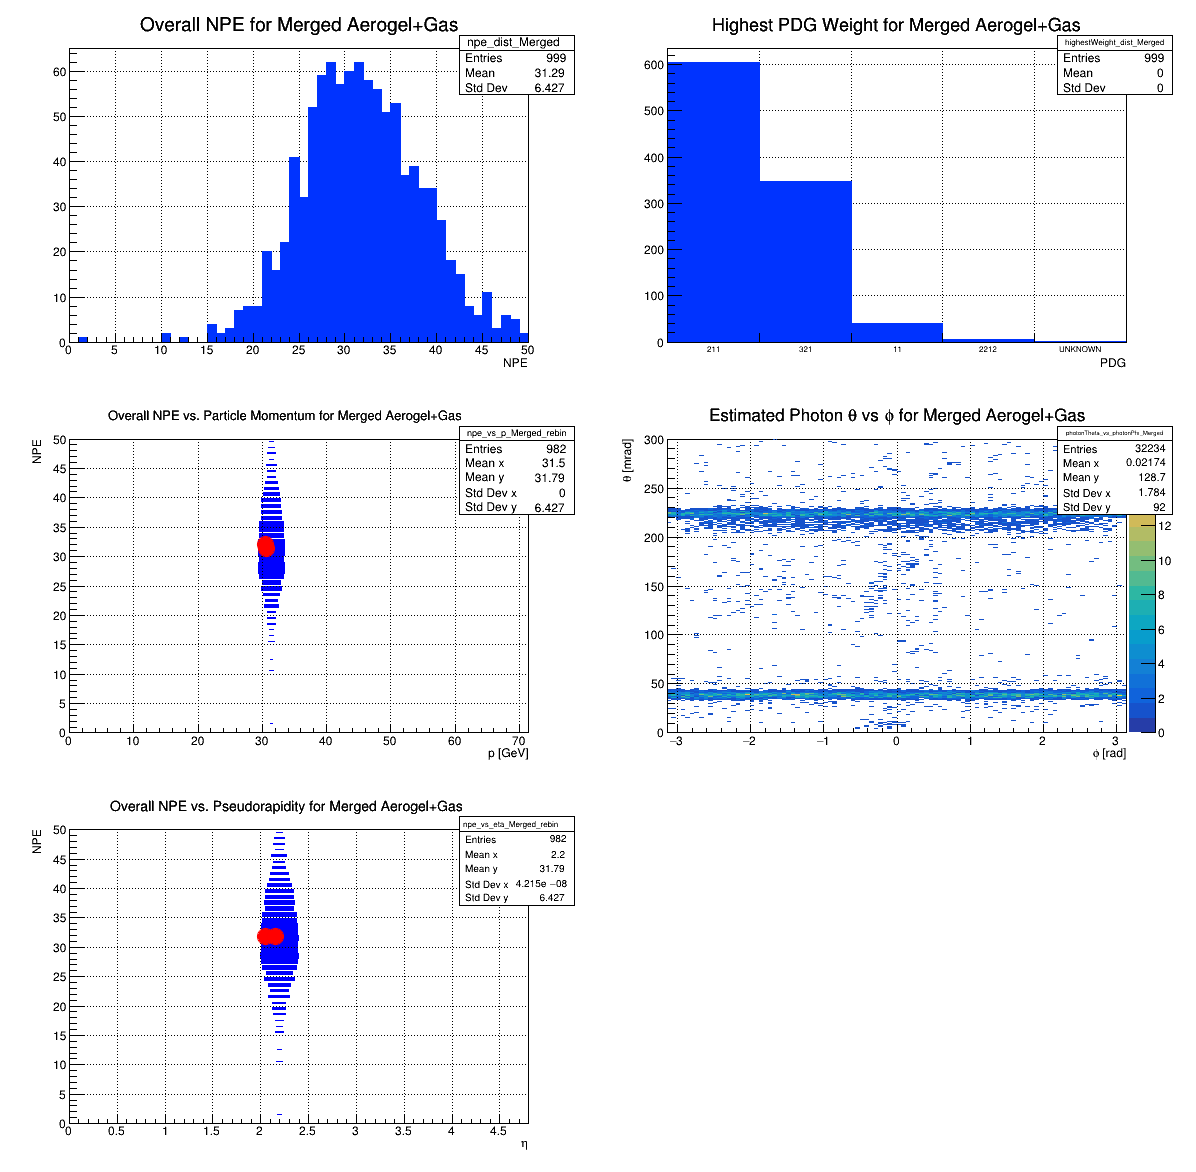 Overall NPE for Merged Aerogel+Gas
npe_dist_Merged
Entries 999
Mean 31.29
Std Dev 6.427
60
50
40
30
20
10
0
0 5 10 15 20 25 30 35 40 45 50
NPE
Highest PDG Weight for Merged Aerogel+Gas
highestWeight_dist_Merged
Entries 999
Mean 0
Std Dev 0
600
500
400
300
200
100
0
211 321 11 2212 UNKNOWN
PDG
Overall NPE vs. Particle Momentum for Merged Aerogel+Gas
npe_vs_p_Merged_rebin
Entries 982
Mean x 31.5
Mean y 31.79
Std Dev x 0
Std Dev y 6.427
NPE
50
45
40
35
30
25
20
15
10
5
0
0 10 20 30 40 50 60 70
p [GeV]
Estimated Photon θ vs ϕ for Merged Aerogel+Gas
photonTheta_vs_photonPhi_Merged
Entries 32234
Mean x 0.02174
Mean y 128.7
Std Dev x 1.784
Std Dev y 92
θ [mrad]
300
250
200
150
100
50
0
−3 −2 −1 0 1 2 3
ϕ [rad]
12
10
8
6
4
2
0
Overall NPE vs. Pseudorapidity for Merged Aerogel+Gas
npe_vs_eta_Merged_rebin
Entries 982
Mean x 2.2
Mean y 31.79
Std Dev x 4.215e −08
Std Dev y 6.427
NPE
50
45
40
35
30
25
20
15
10
5
0
0 0.5 1 1.5 2 2.5 3 3.5 4 4.5
η